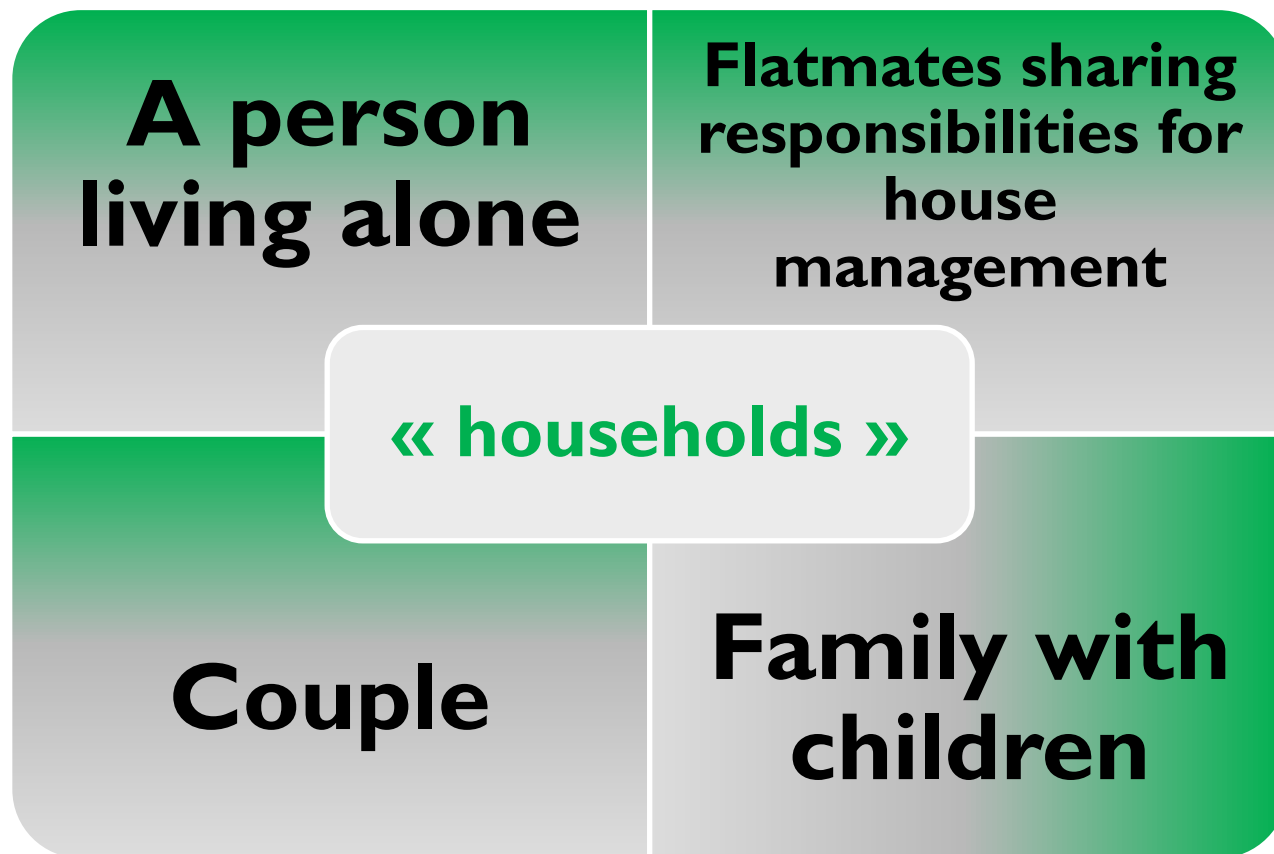 A person
living alone
Flatmates sharing
responsibilities for
house
management
« households »
Couple
Family with
children